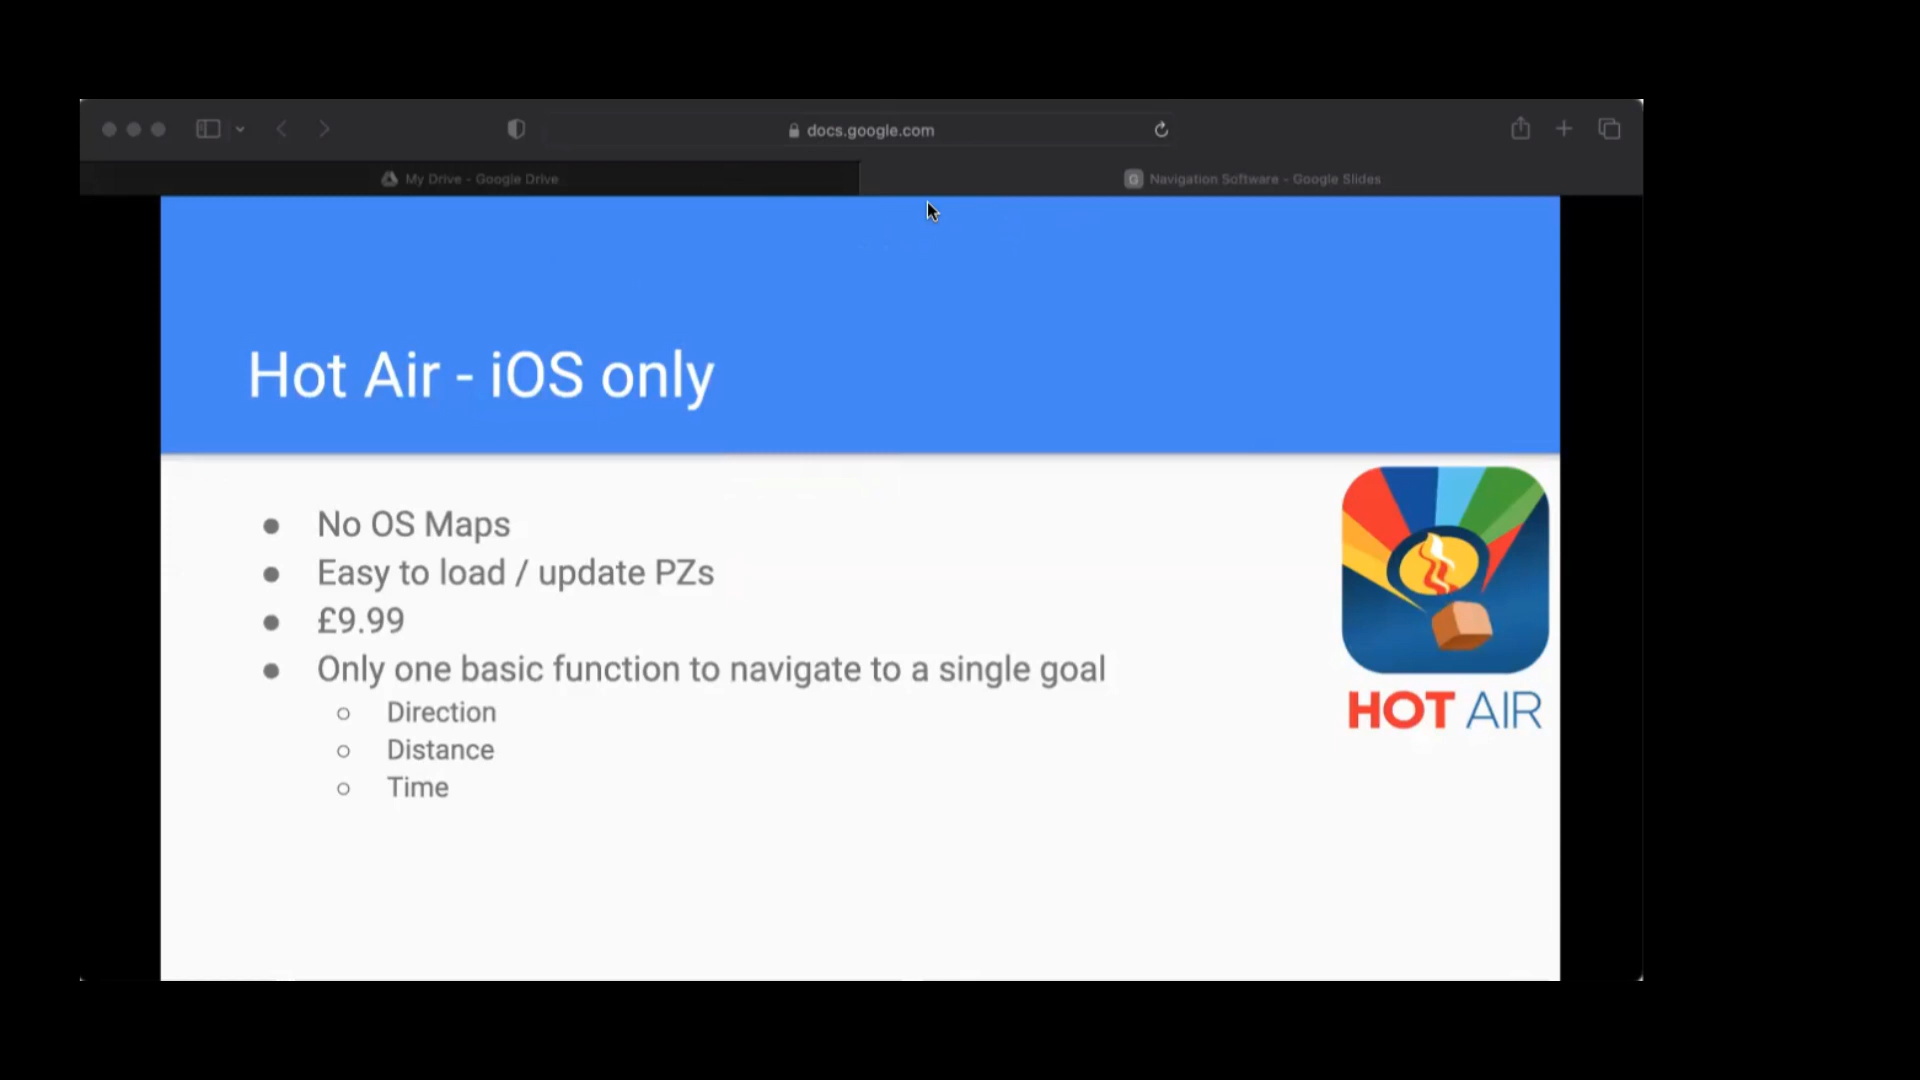 docs.google.com
My Drive - Google Drive
G Navigation Software - Google Slides
Hot Air - iOS only
No OS Maps
Easy to load / update PZs
£9.99
Only one basic function to navigate to a single goal
Direction
Distance
Time
HOT AIR